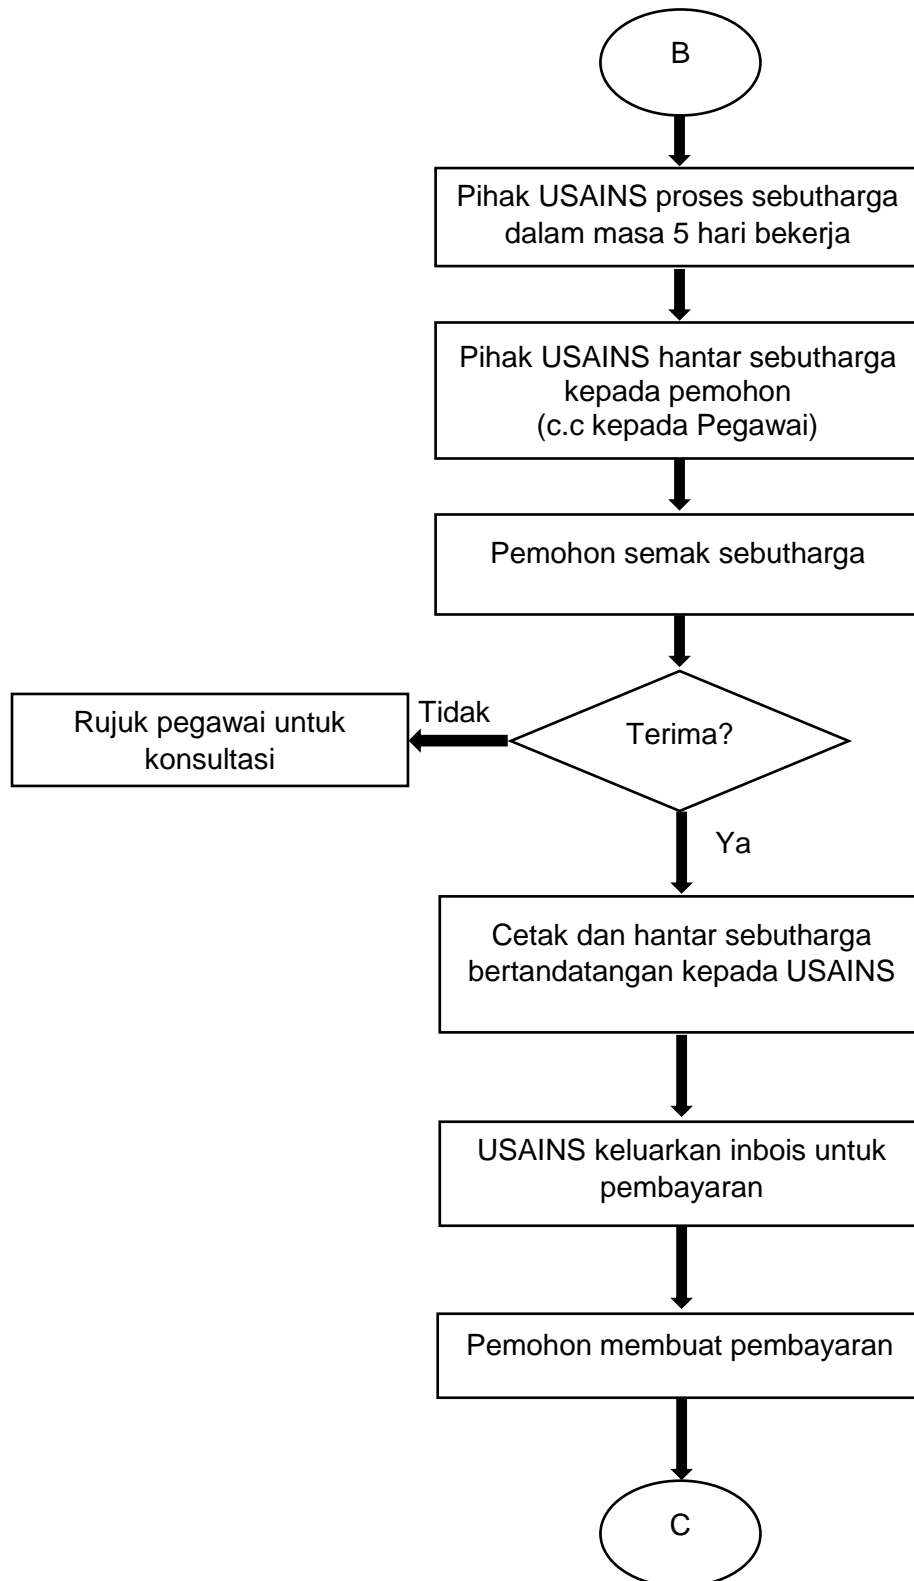 B
Pihak USAINS proses sebutharga
dalam masa 5 hari bekerja
Pihak USAINS hantar sebutharga
kepada pemohon
(c.c kepada Pegawai)
Pemohon semak sebutharga
Terima?
Tidak
Rujuk pegawai untuk
konsultasi
Ya
Cetak dan hantar sebutharga
bertandatangan kepada USAINS
USAINS keluarkan inbois untuk
pembayaran
Pemohon membuat pembayaran
C